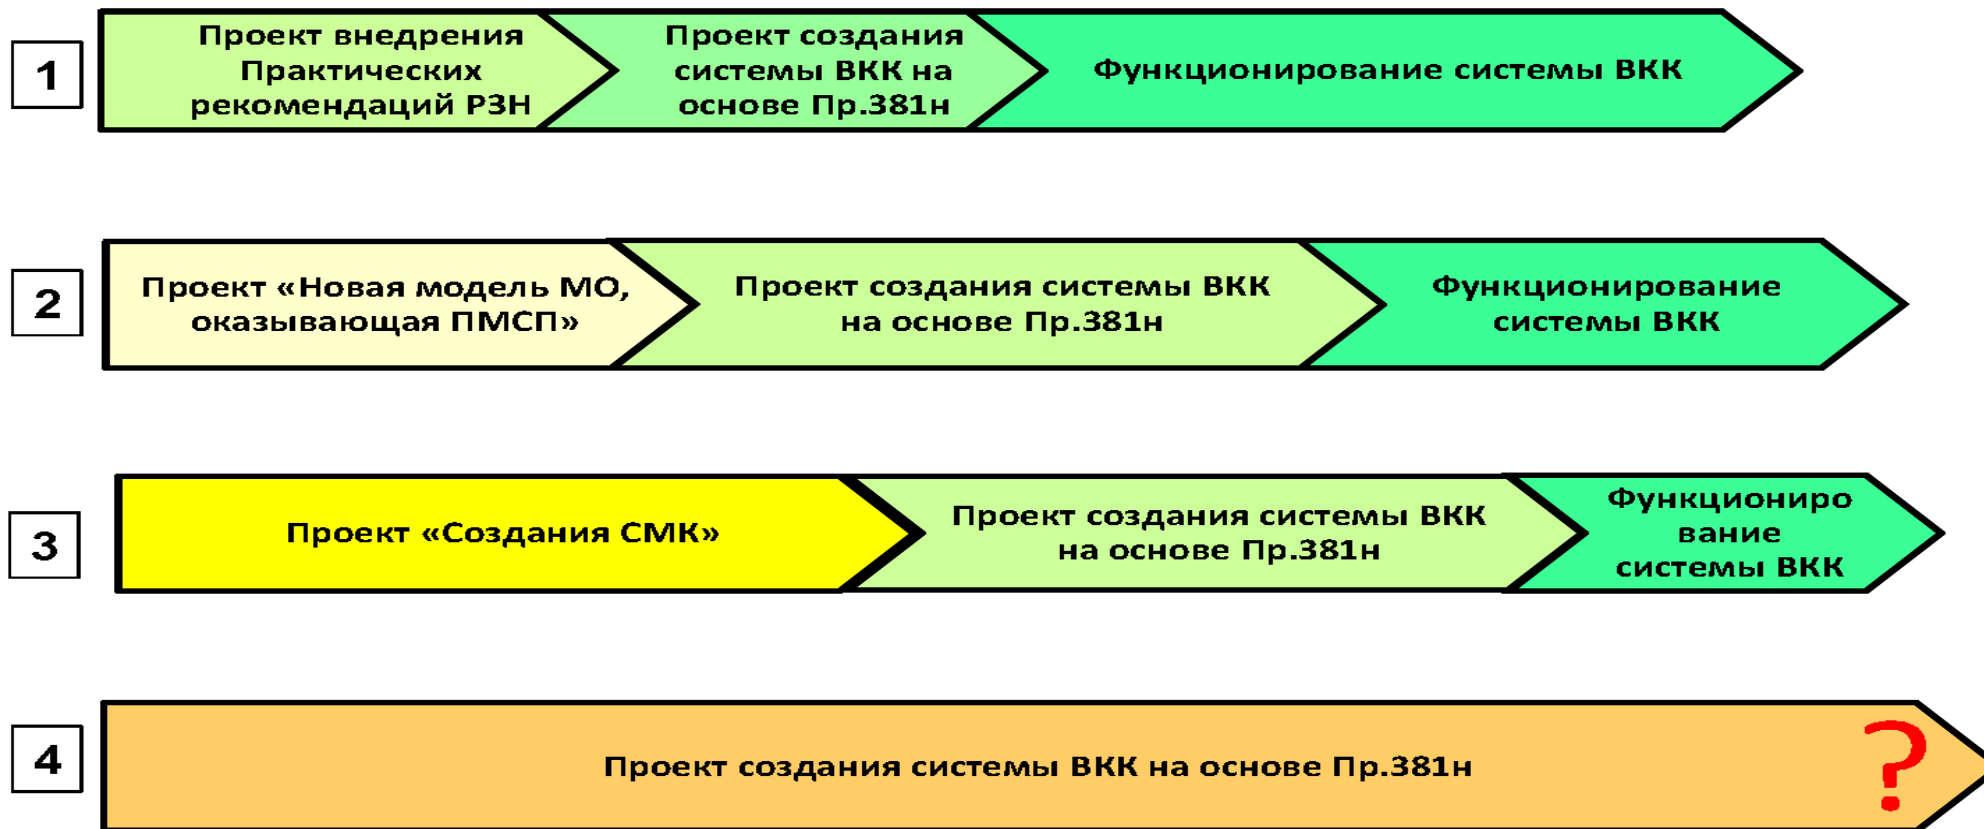 1
Проект внедрения
Практических
рекомендаций РЗН
Проект создания
системы ВКК на
основе Пр.381н
Функционирование системы ВКК
2
Проект «Новая модель МО,
оказывающая ПМСП»
Проект создания системы ВКК
на основе Пр.381н
Функционирование
системы ВКК
3
Проект «Создания СМК»
Проект создания системы ВКК
на основе Пр.381н
Функциониро
вание
системы ВКК
4
Проект создания системы ВКК на основе Пр.381н
?